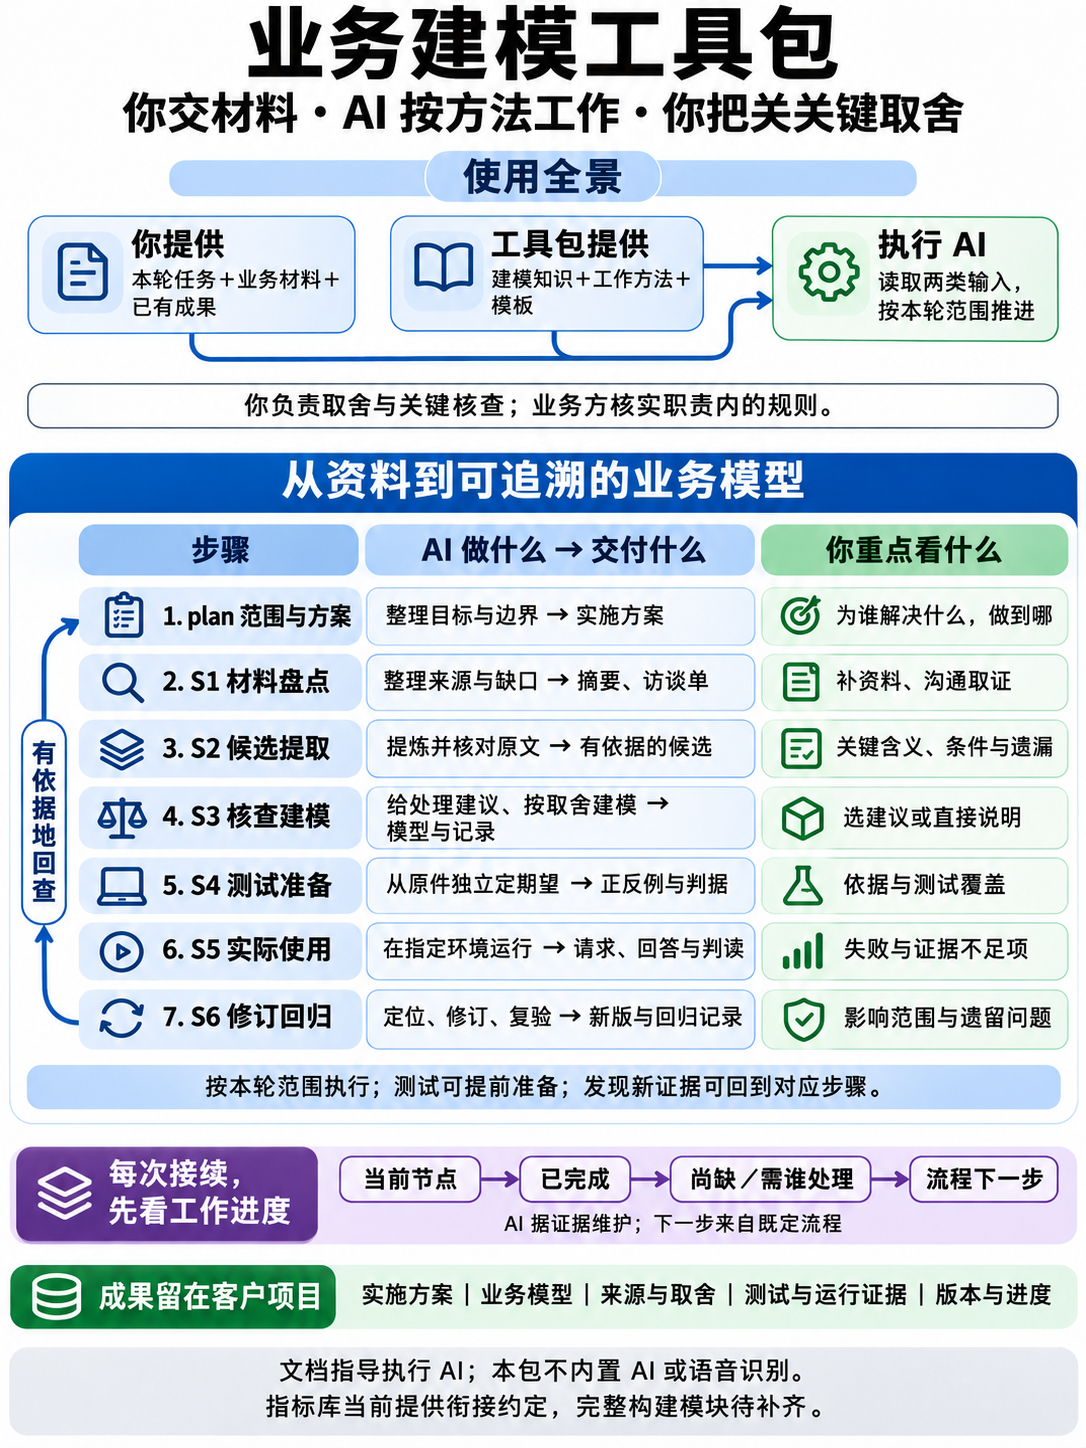 业务建模工具包
你交材料·AI 按方法工作·你把关关键取舍
使用全景
你提供
本轮任务＋业务材料＋
已有成果
工具包提供
建模知识＋工作方法＋
模板
执行 AI
读取两类输入，
按本轮范围推进
你负责取舍与关键核查；业务方核实职责内的规则。
从资料到可追溯的业务模型
步骤
AI 做什么 → 交付什么
你重点看什么
1. plan 范围与方案
整理目标与边界 → 实施方案
为谁解决什么，做到哪
2. S1 材料盘点
整理来源与缺口 → 摘要、访谈单
补资料、沟通取证
3. S2 候选提取
提炼并核对原文 → 有依据的候选
关键含义、条件与遗漏
4. S3 核查建模
给处理建议、按取舍建模 →
模型与记录
选建议或直接说明
5. S4 测试准备
从原件独立定期望 → 正反例与判据
依据与测试覆盖
6. S5 实际使用
在指定环境运行 → 请求、回答与判读
失败与证据不足项
7. S6 修订回归
定位、修订、复验 → 新版与回归记录
影响范围与遗留问题
有依据地回查
按本轮范围执行；测试可提前准备；发现新证据可回到对应步骤。
每次接续，
先看工作进度
当前节点
已完成
尚缺／需谁处理
流程下一步
AI 据证据维护；下一步来自既定流程
成果留在客户项目
实施方案｜业务模型｜来源与取舍｜测试与运行证据｜版本与进度
文档指导执行 AI；本包不内置 AI 或语音识别。
指标库当前提供衔接约定，完整构建模块待补齐。